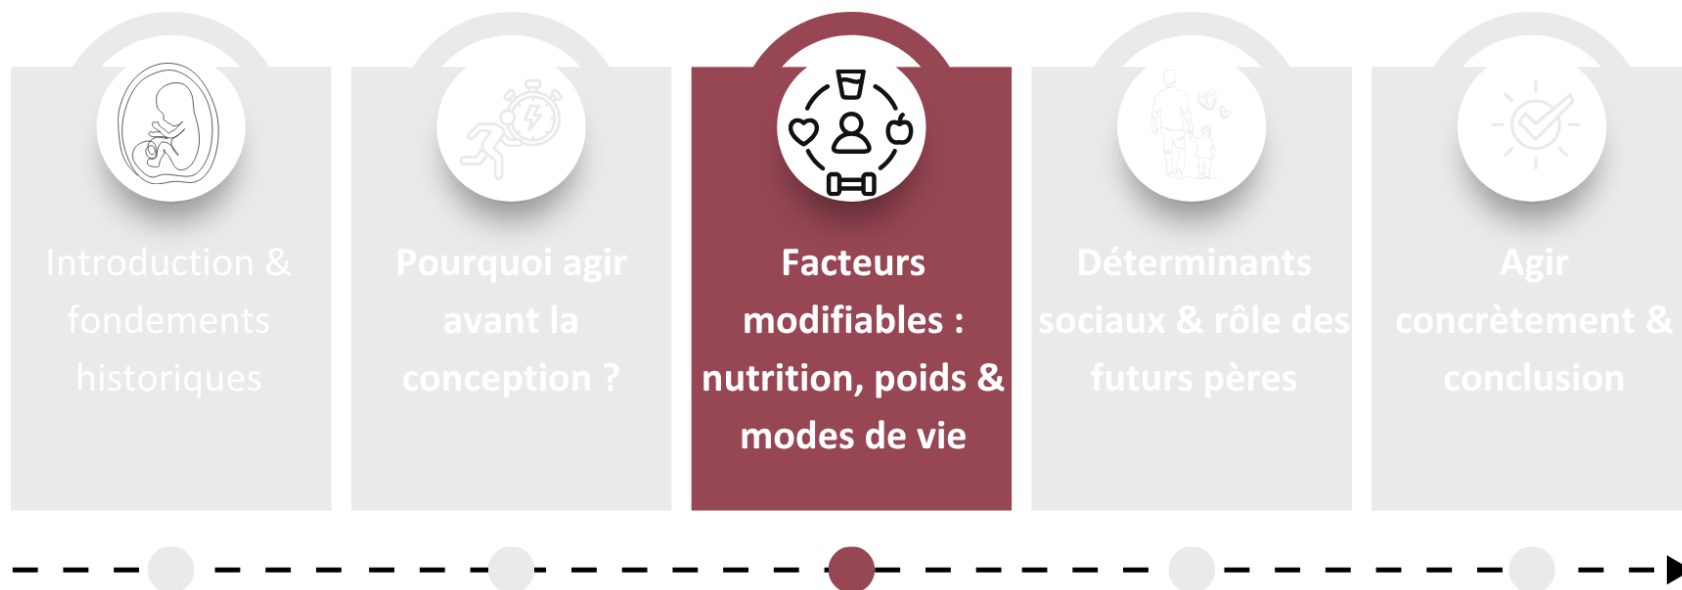 Introduction &
fondements
historiques
Pourquoi agir
avant la
conception ?
Facteurs
modifiables :
nutrition, poids &
modes de vie
Déterminants
sociaux & rôle des
futurs pères
Agir
concrètement &
conclusion